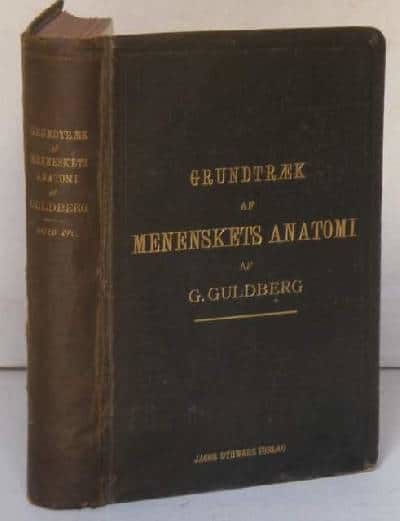 GRUNDTRÆK
AF
MENENSKETS
ANATOMI
AF
GULDBERG
GRUNDTRÆK
AF
MENENSKETS ANATOMI
AF
G. GULDBERG
JACOB DYBWADS FORLAG